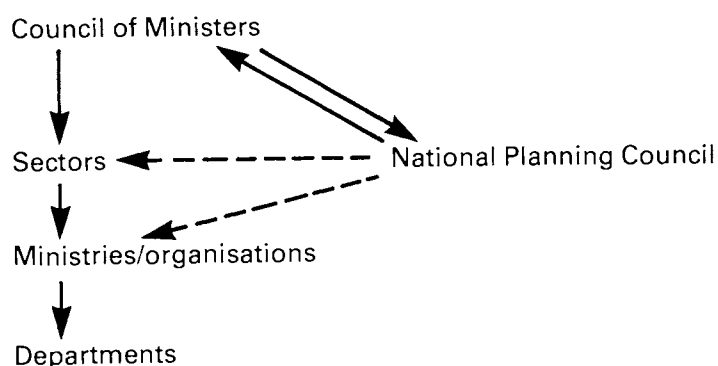 Council of Ministers
Sectors
National Planning Council
Ministries/organisations
Departments